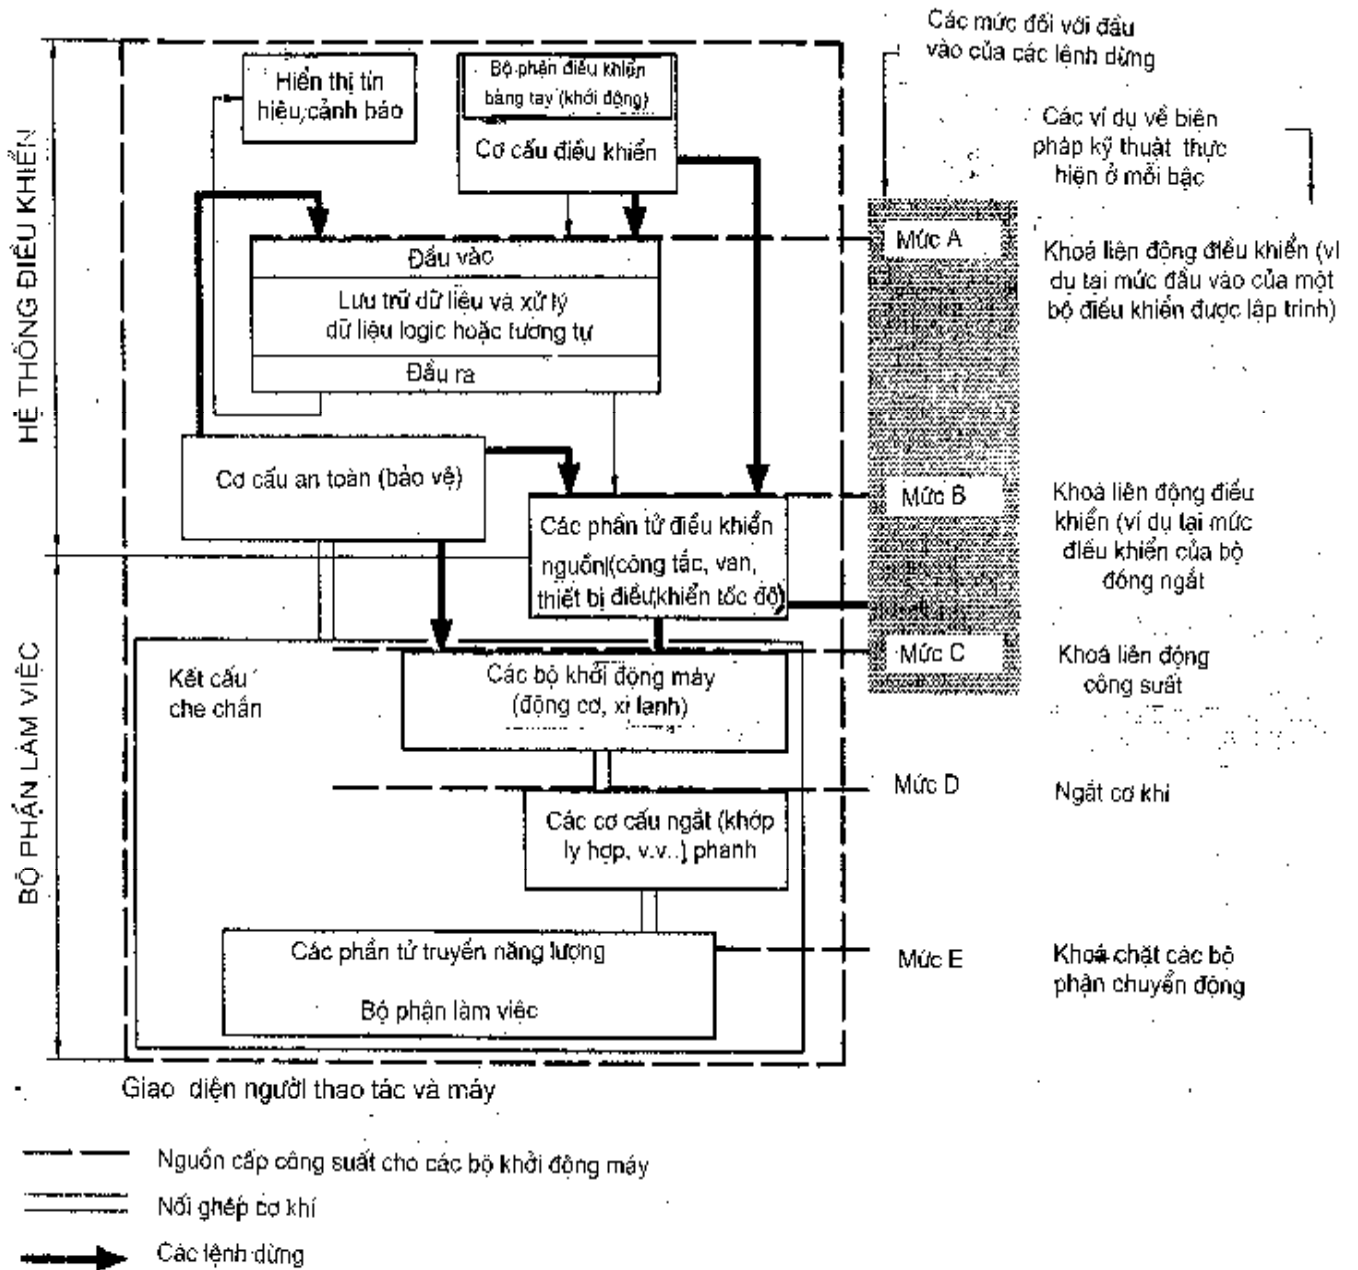 Các mức đối với đầu
vào của các lệnh dừng
Các ví dụ về biện
pháp kỹ thuật thực
hiện ở mỗi bậc
HỆ THỐNG ĐIỀU KHIỂN
BỘ PHẬN LÀM VIỆC
Hiển thị tín
hiệu, cảnh báo
Bộ phận điều khiển
bằng tay (khởi động)
Cơ cấu điều khiển
Đầu vào
Lưu trữ dữ liệu và xử lý
dữ liệu logic hoặc tương tự
Đầu ra
Mức A
Khoá liên động điều khiển (ví
dụ tại mức đầu vào của một
bộ điều khiển được lập trình)
Cơ cấu an toàn (bảo vệ)
Các phần tử điều khiển
nguồn (công tắc, van,
thiết bị điều khiển tốc độ)
Mức B
Khoá liên động điều
khiển (ví dụ tại mức
điều khiển của bộ
đóng ngắt
Kết cấu
che chắn
Các bộ khởi động máy
(động cơ, xi lanh)
Mức C
Khoá liên động
công suất
Các cơ cấu ngắt (khớp
ly hợp, v.v..) phanh
Mức D
Ngắt cơ khí
Các phần tử truyền năng lượng
Bộ phận làm việc
Mức E
Khoá chặt các bộ
phận chuyển động
Giao diện người thao tác và máy
Nguồn cấp công suất cho các bộ khởi động máy
Nối ghép cơ khí
Các lệnh dừng